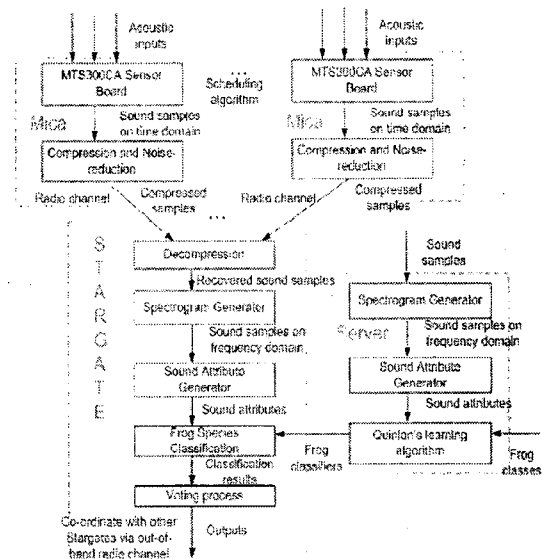 Acoustic
inputs
Acoustic
inputs
MTS300CA Sensor
Board
...
Scheduling
algorithm
MTS300CA Sensor
Board
Mica
Sound samples
on time domain
Mica
Sound samples
on time domain
Compression and Noise-
reduction
Compression and Noise-
reduction
Radio channel
Compressed
samples
...
Radio channel
Compressed
samples
STARGATE
Decompression
Recovered sound samples
Spectrogram Generator
Sound samples on
frequency domain
Sound Attribute
Generator
Sound attributes
Frog Species
Classification
Classification
results
Voting process
Co-ordinate with other
Stargates via out-of-
band radio channel
Outputs
Sound
samples
Spectrogram Generator
Server
Sound samples on
frequency domain
Sound Attribute
Generator
Sound attributes
Quinlan's learning
algorithm
Frog
classifiers
Frog
classes